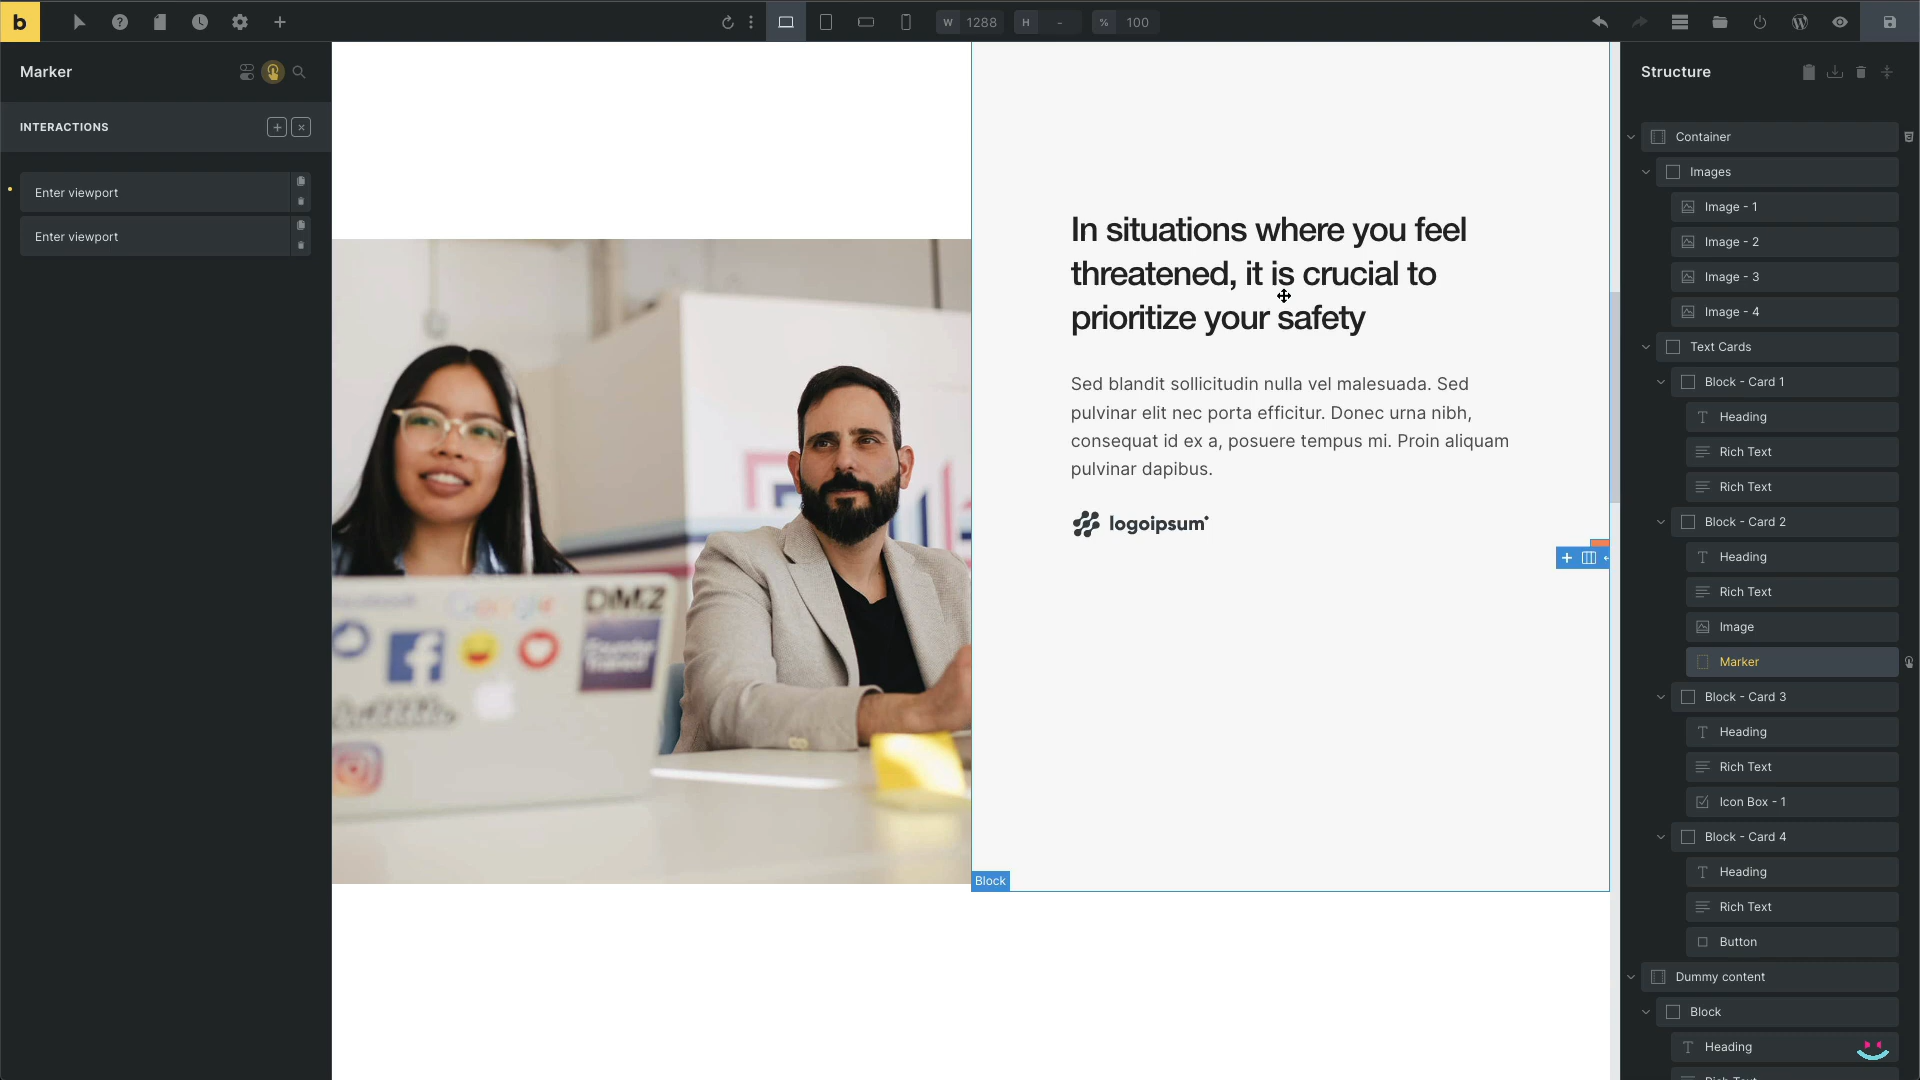 b
W 1288
H -
% 100
Marker
INTERACTIONS
Enter viewport
Enter viewport
In situations where you feel
threatened, it is crucial to
prioritize your safety
Sed blandit sollicitudin nulla vel malesuada. Sed
pulvinar elit nec porta efficitur. Donec urna nibh,
consequat id ex a, posuere tempus mi. Proin aliquam
pulvinar dapibus.
logoipsum
Google
DIMZ
Block
Structure
Container
Images
Image - 1
Image - 2
Image - 3
Image - 4
Text Cards
Block - Card 1
Heading
Rich Text
Rich Text
Block - Card 2
Heading
Rich Text
Image
Marker
Block - Card 3
Heading
Rich Text
Icon Box - 1
Block - Card 4
Heading
Rich Text
Button
Dummy content
Block
Heading
Rich Text